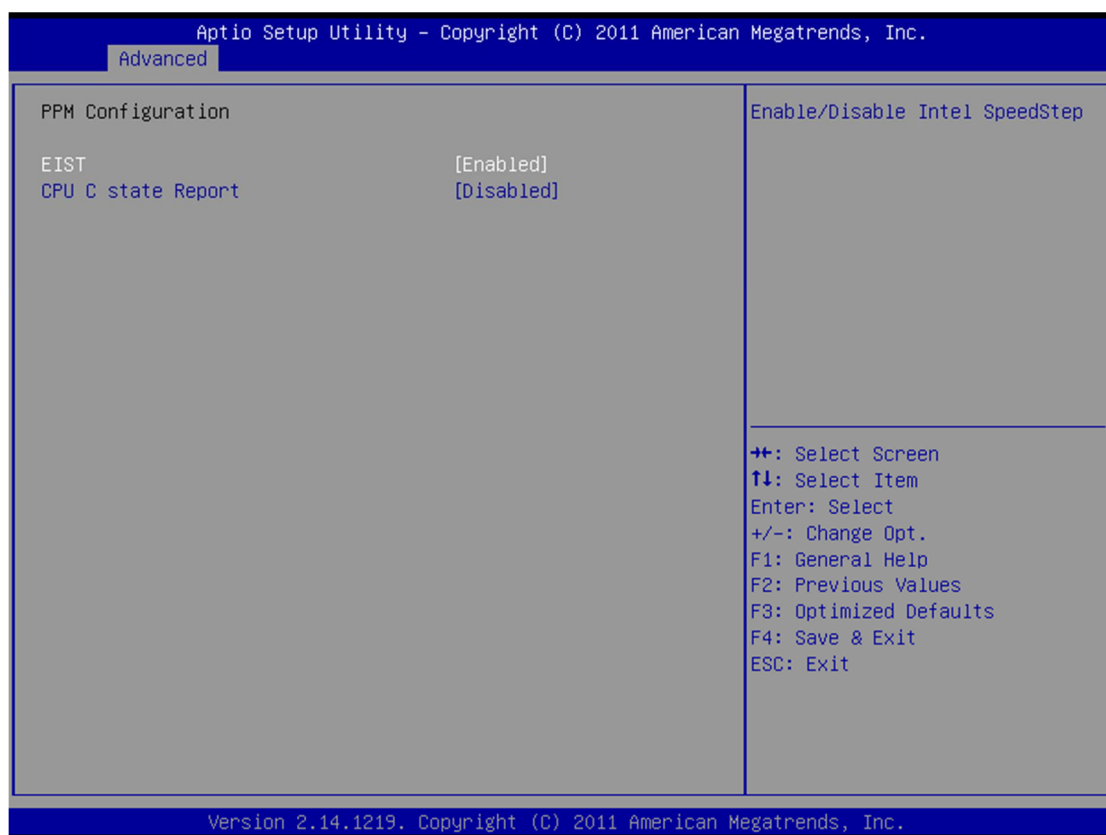 Aptio Setup Utility – Copyright (C) 2011 American Megatrends, Inc.
Advanced
PPM Configuration
EIST [Enabled]
CPU C state Report [Disabled]
Enable/Disable Intel SpeedStep
→←: Select Screen
↑↓: Select Item
Enter: Select
+/-: Change Opt.
F1: General Help
F2: Previous Values
F3: Optimized Defaults
F4: Save & Exit
ESC: Exit
Version 2.14.1219. Copyright (C) 2011 American Megatrends, Inc.